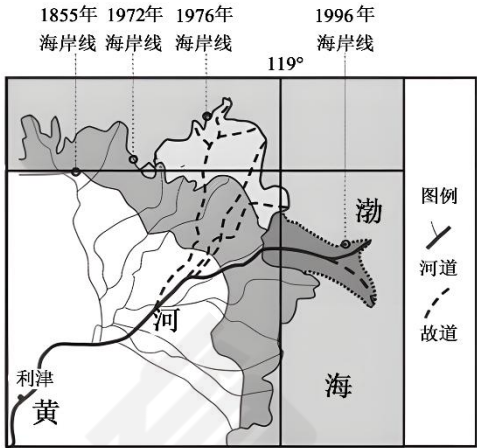 1855年 1972年 1976年 1996年
海岸线 海岸线 海岸线 海岸线
119°
渤
海
图例
河道
故道
河
利津
黄